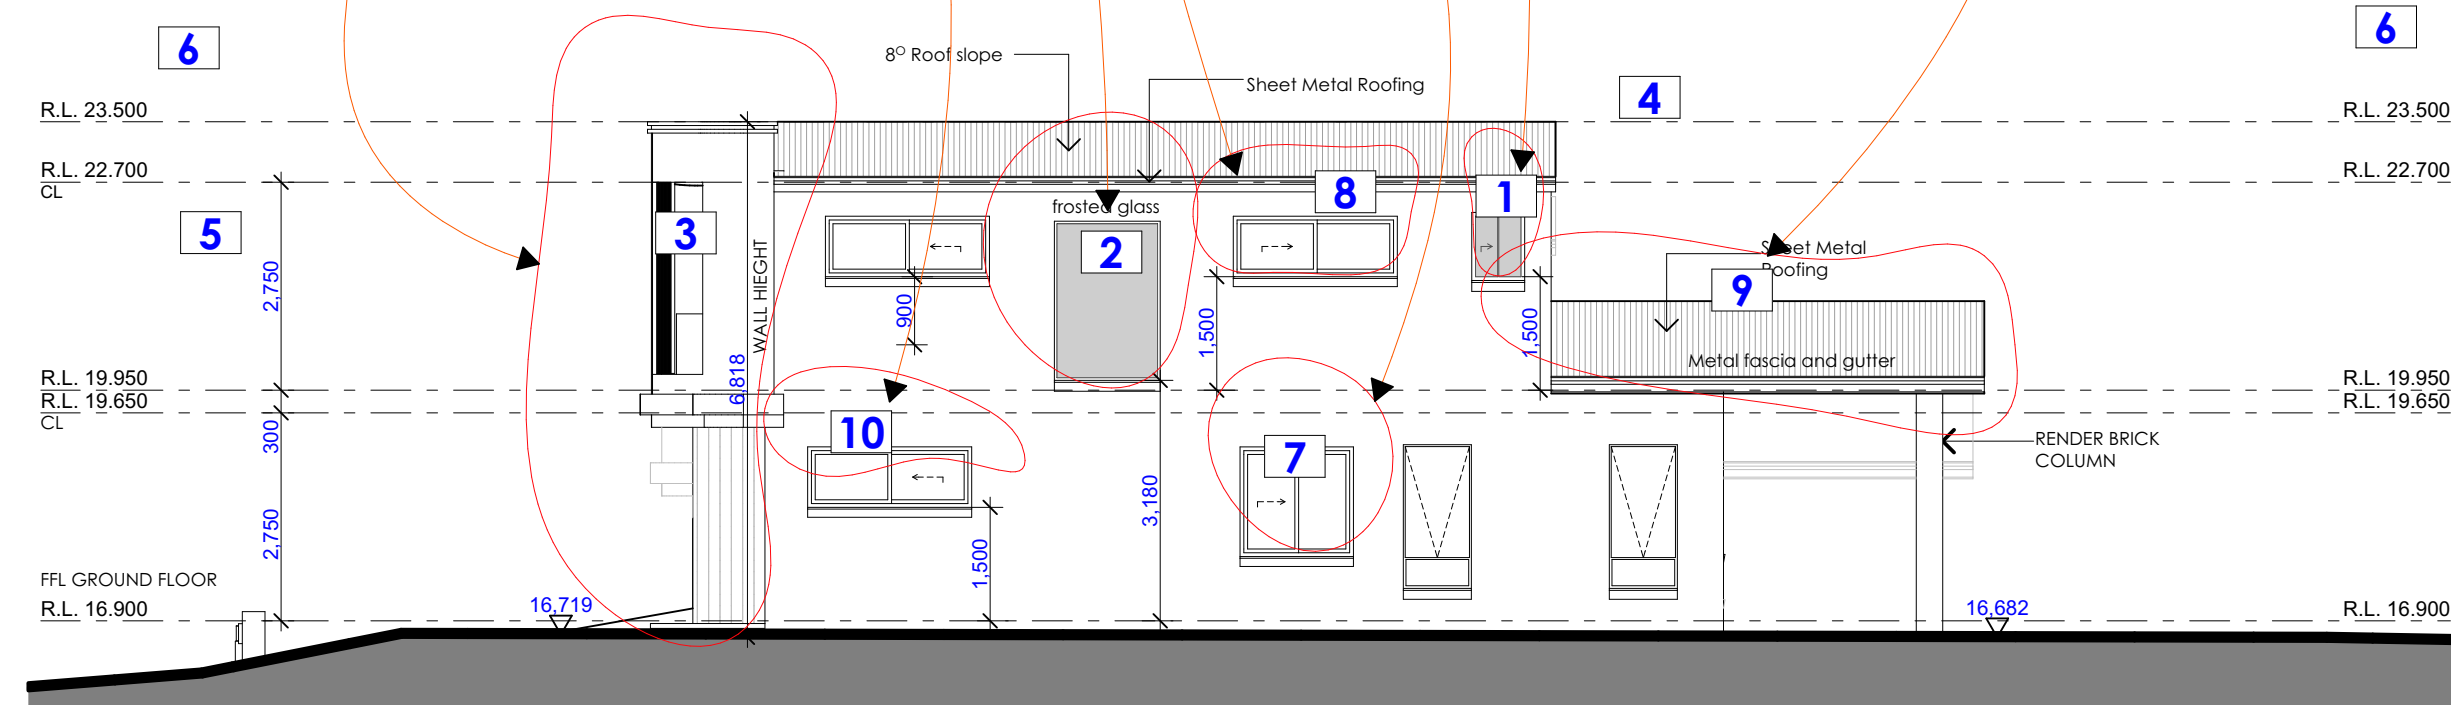 6
6
8O Roof slope
Sheet Metal Roofing
4
R.L. 23.500
R.L. 23.500
R.L. 22.700
CL
R.L. 22.700
8
1
frosted glass
5
3
2
Sheet Metal
Roofing
9
2,750
WALL HIEGHT
900
1,500
1,500
Metal fascia and gutter
6,818
R.L. 19.950
R.L. 19.950
R.L. 19.650
CL
R.L. 19.650
300
10
7
RENDER BRICK
COLUMN
2,750
3,180
1,500
FFL GROUND FLOOR
R.L. 16.900
16,719
16,682
R.L. 16.900